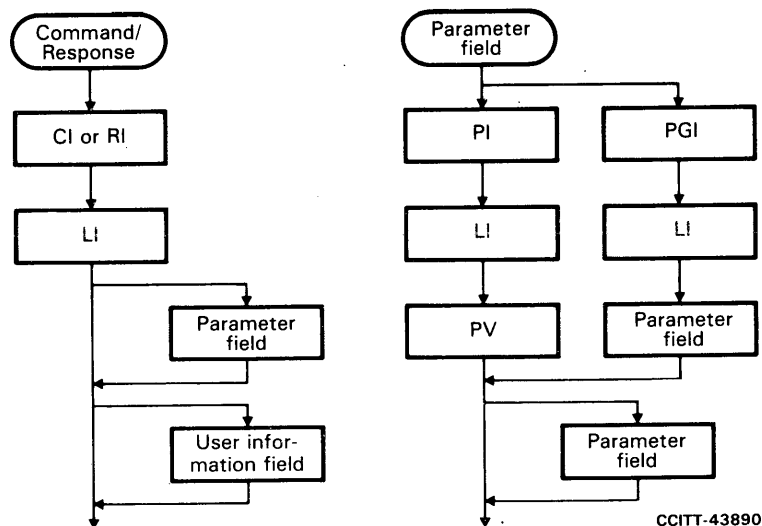 Command/
Response
CI or RI
LI
Parameter
field
User infor-
mation field
Parameter
field
PI
PGI
LI
LI
PV
Parameter
field
Parameter
field
CCITT-43890